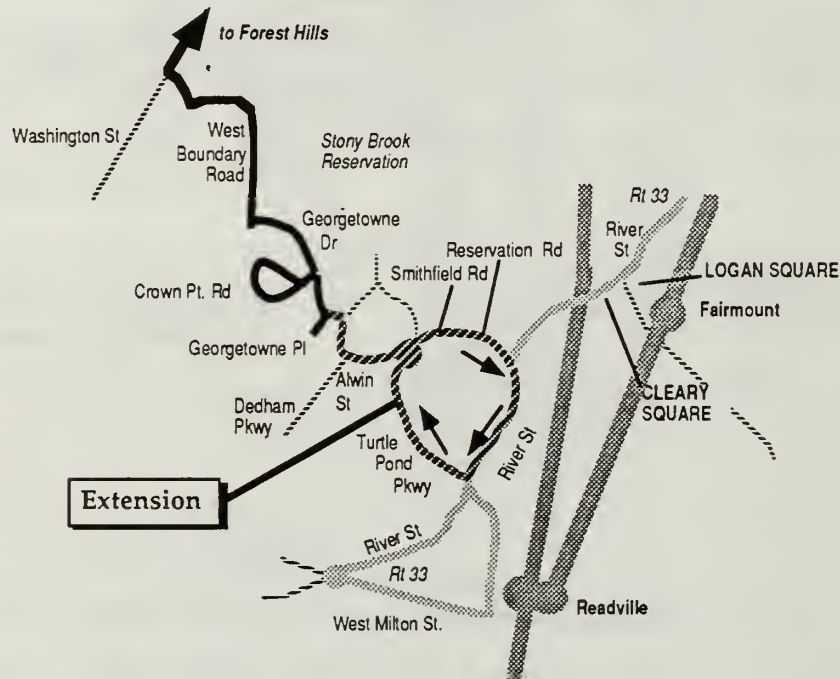 to Forest Hills
Washington St
West
Boundary
Road
Stony Brook
Reservation
Georgetowne
Dr
Rt 33
River
St
Reservation Rd
Smithfield Rd
LOGAN SQUARE
Crown Pt. Rd
Fairmount
Georgetowne Pl
Alwin
St
CLEARY
SQUARE
Dedham
Pkwy
Turtle
Pond
Pkwy
River St
Extension
River St
Rt 33
Readville
West Milton St.